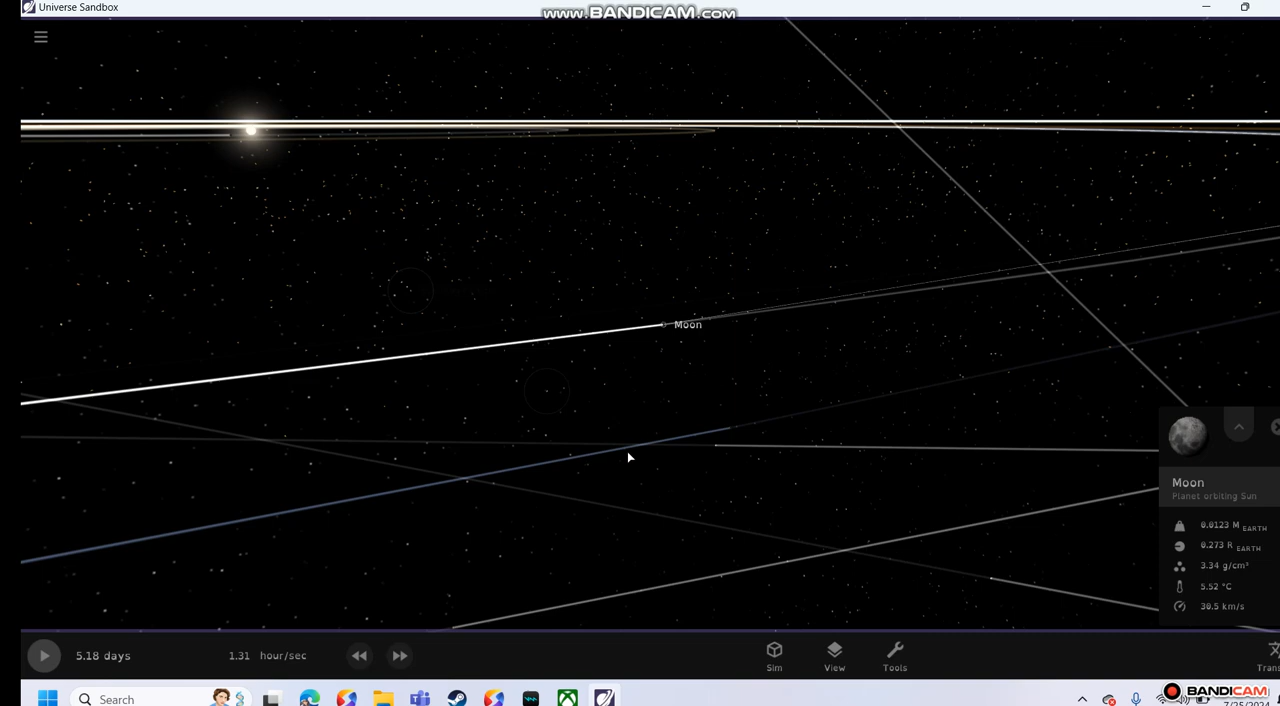 Universe Sandbox
www.BANDICAM.com
Moon
Moon
Planet orbiting Sun
0.0123 M EARTH
0.273 R EARTH
3.34 g/cm³
5.52 °C
30.5 km/s
5.18 days
1.31 hour/sec
Sim
View
Tools
Trans
Search
BANDICAM
7/25/2024